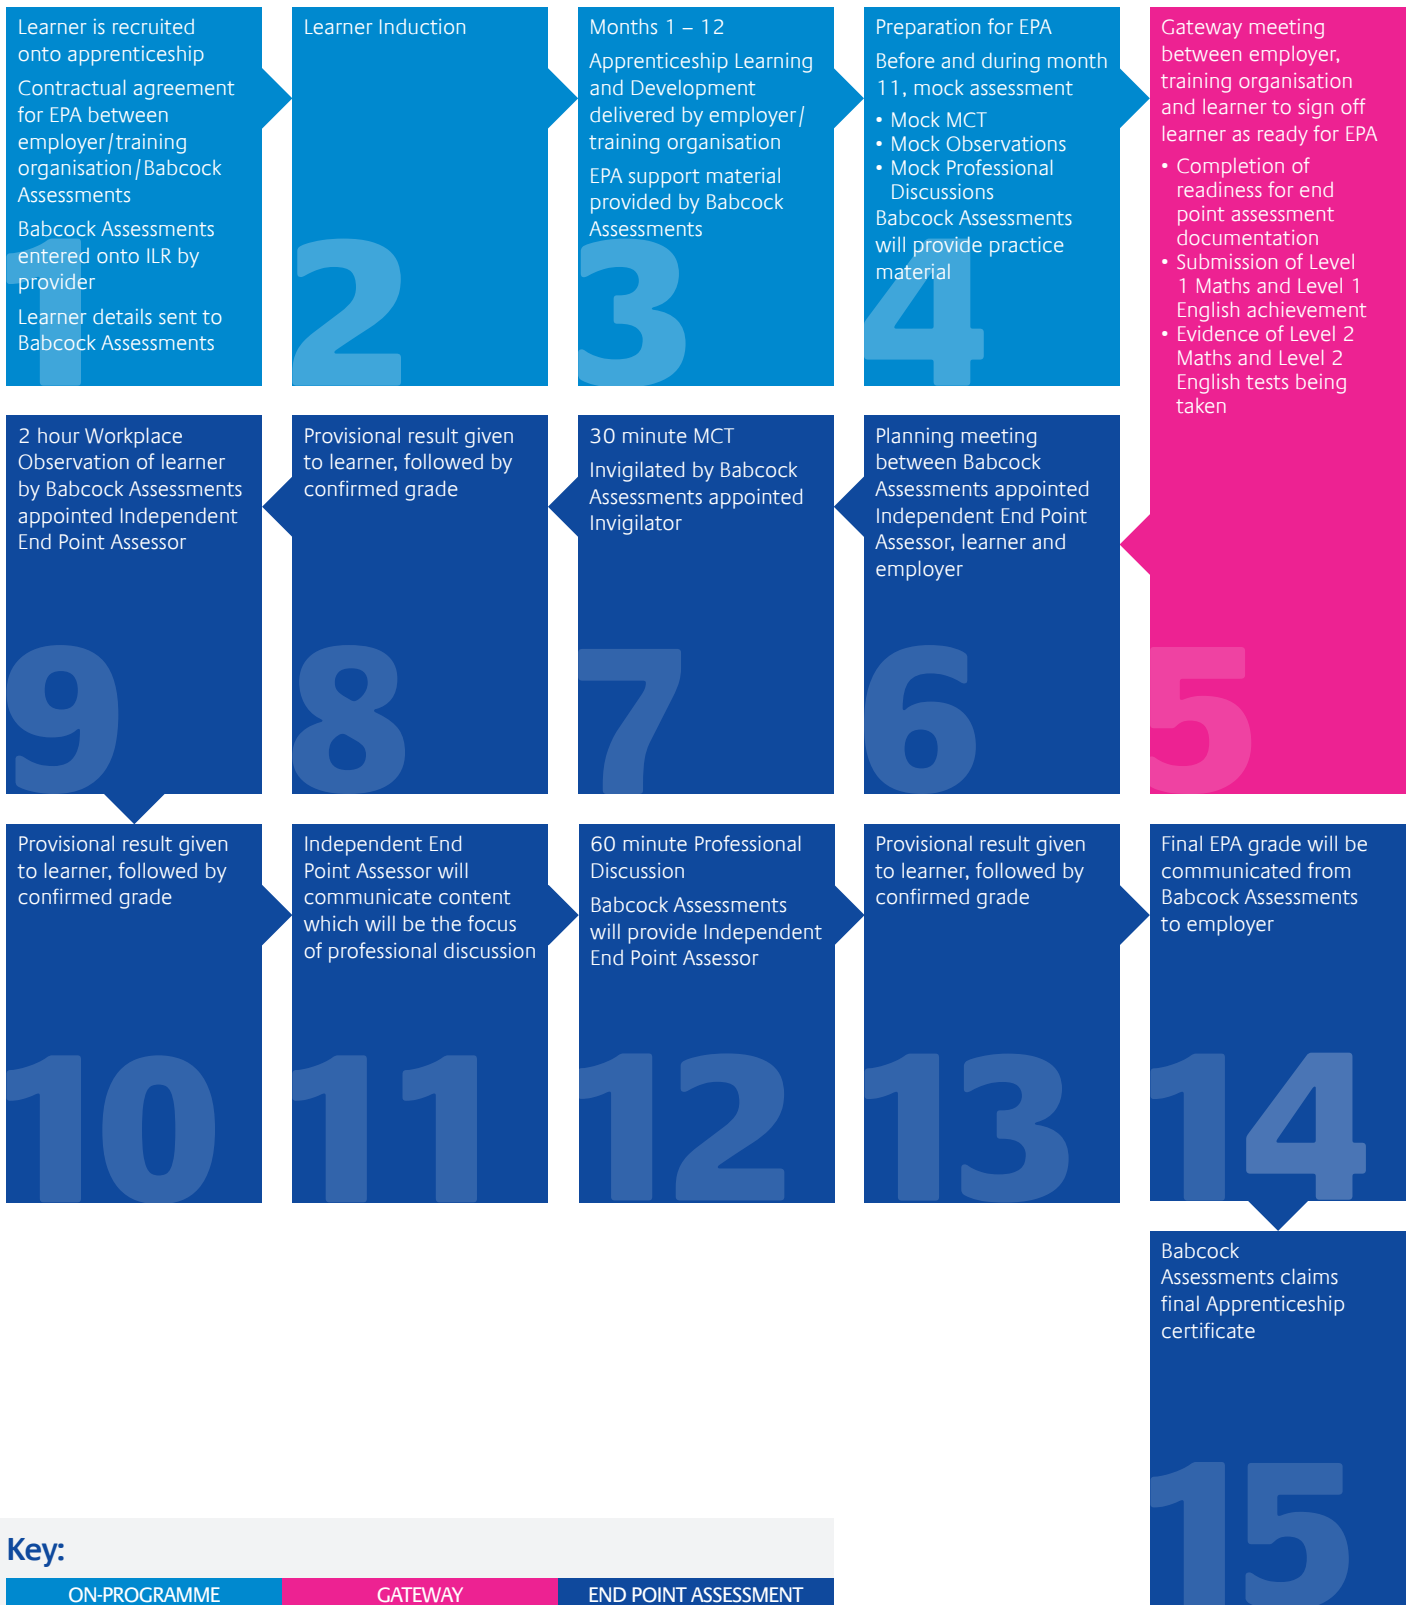 Learner is recruited
onto apprenticeship
Contractual agreement
for EPA between
employer/training
organisation/Babcock
Assessments
Babcock Assessments
entered onto ILR by
provider
Learner details sent to
Babcock Assessments
1
Learner Induction
2
Months 1 – 12
Apprenticeship Learning
and Development
delivered by employer/
training organisation
EPA support material
provided by Babcock
Assessments
3
Preparation for EPA
Before and during month
11, mock assessment
• Mock MCT
• Mock Observations
• Mock Professional
Discussions
Babcock Assessments
will provide practice
material
4
Gateway meeting
between employer,
training organisation
and learner to sign off
learner as ready for EPA
• Completion of
readiness for end
point assessment
documentation
• Submission of Level
1 Maths and Level 1
English achievement
• Evidence of Level 2
Maths and Level 2
English tests being
taken
5
Planning meeting
between Babcock
Assessments appointed
Independent End Point
Assessor, learner and
employer
6
30 minute MCT
Invigilated by Babcock
Assessments appointed
Invigilator
7
Provisional result given
to learner, followed by
confirmed grade
8
2 hour Workplace
Observation of learner
by Babcock Assessments
appointed Independent
End Point Assessor
9
Provisional result given
to learner, followed by
confirmed grade
10
Independent End
Point Assessor will
communicate content
which will be the focus
of professional discussion
11
60 minute Professional
Discussion
Babcock Assessments
will provide Independent
End Point Assessor
12
Provisional result given
to learner, followed by
confirmed grade
13
Final EPA grade will be
communicated from
Babcock Assessments
to employer
14
Babcock
Assessments claims
final Apprenticeship
certificate
15
Key:
ON-PROGRAMME
GATEWAY
END POINT ASSESSMENT